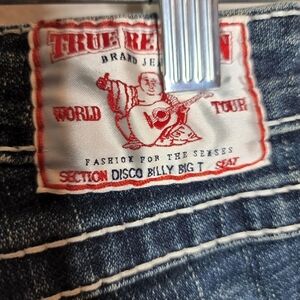 TRUE RE
BRAND JE
WORLD TOUR
FASHION FOR THE SENSES
SECTION DISCO BILLY BIG T SEAT